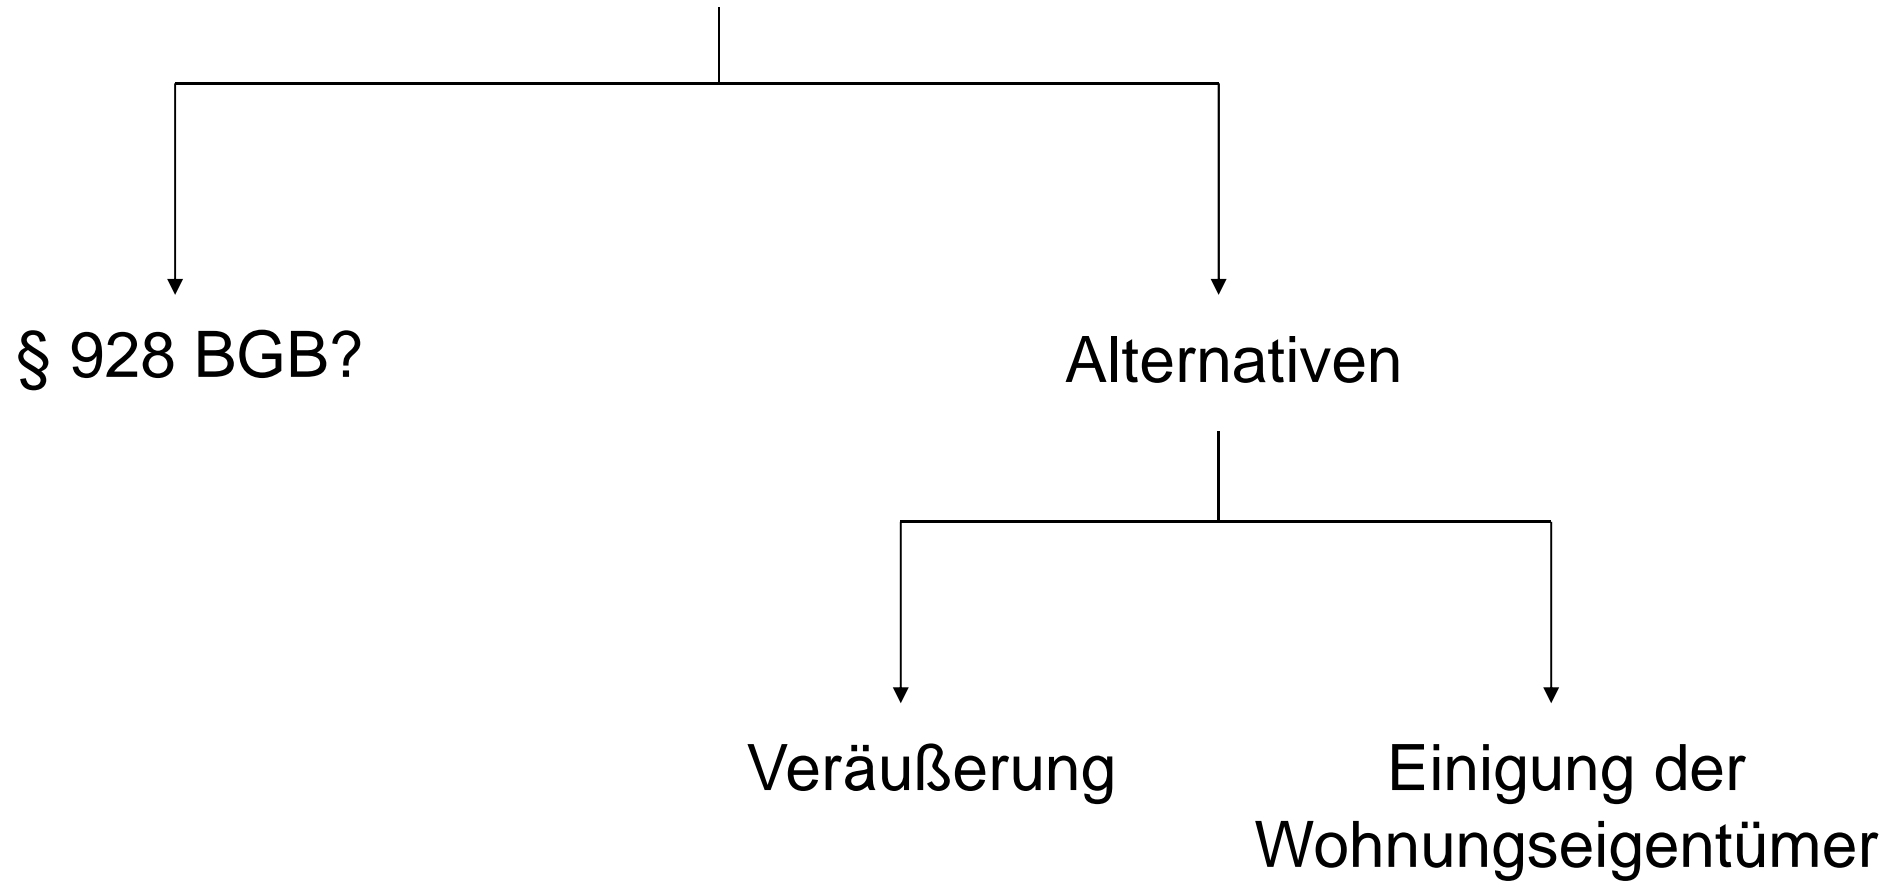 § 928 BGB?
Alternativen
Veräußerung
Einigung der
Wohnungseigentümer